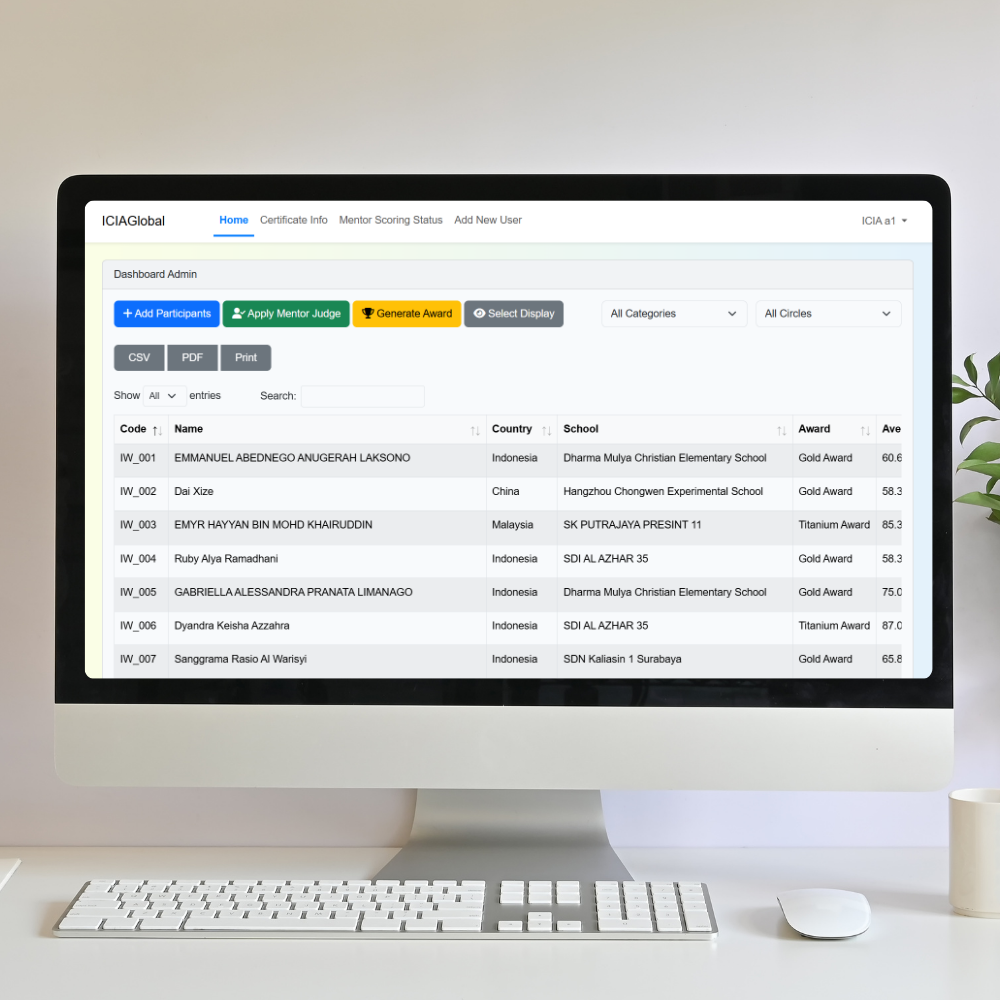 ICIAGlobal Home Certificate Info Mentor Scoring Status Add New User ICIA a1
Dashboard Admin
Add Participants Apply Mentor Judge Generate Award Select Display All Categories All Circles
CSV PDF Print
Show All entries Search:
Code Name Country School Award Ave
IW_001 EMMANUEL ABEDNEGO ANUGERAH LAKSONO Indonesia Dharma Mulya Christian Elementary School Gold Award 60.6
IW_002 Dai Xize China Hangzhou Chongwen Experimental School Gold Award 58.3
IW_003 EMYR HAYYAN BIN MOHD KHAIRUDDIN Malaysia SK PUTRAJAYA PRESINT 11 Titanium Award 85.3
IW_004 Ruby Alya Ramadhani Indonesia SDI AL AZHAR 35 Gold Award 58.3
IW_005 GABRIELLA ALESSANDRA PRANATA LIMANAGO Indonesia Dharma Mulya Christian Elementary School Gold Award 75.0
IW_006 Dyandra Keisha Azzahra Indonesia SDI AL AZHAR 35 Titanium Award 87.0
IW_007 Sanggrama Rasio Al Warisyi Indonesia SDN Kaliasin 1 Surabaya Gold Award 65.8